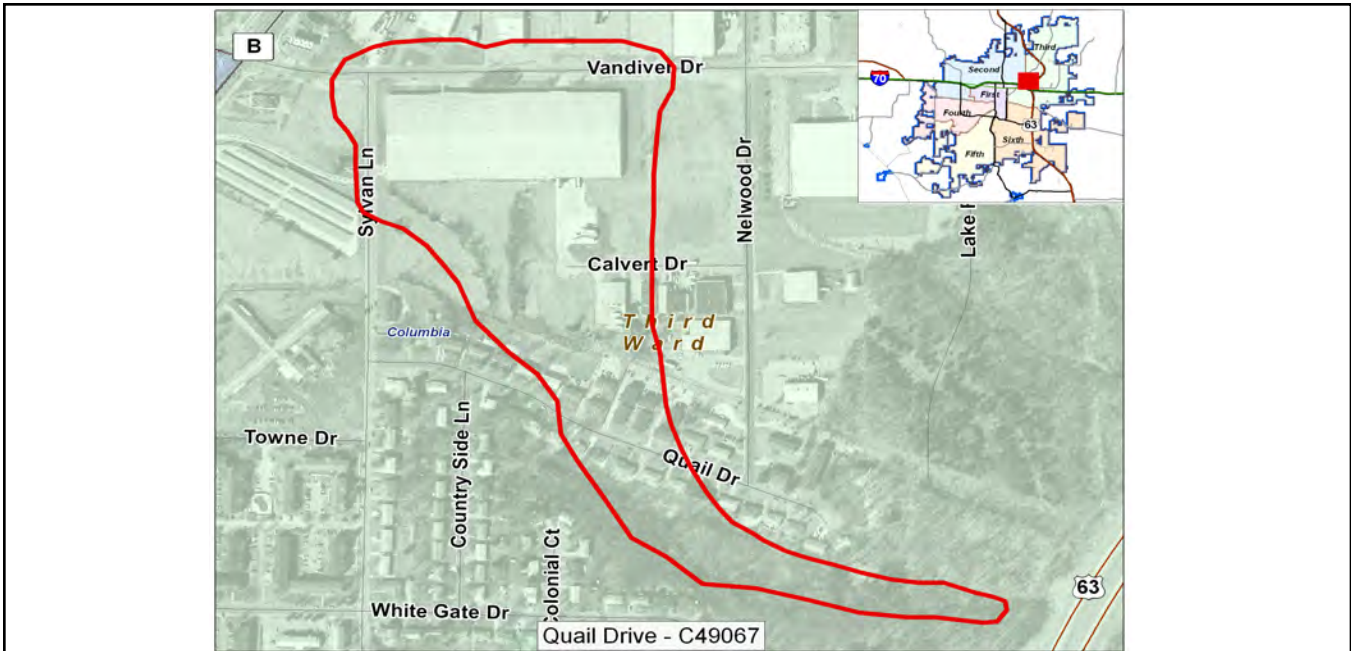 B
Vandiver Dr
Sylvan Ln
Nelwood Dr
Calvert Dr
Third
Ward
Columbia
Towne Dr
Country Side Ln
Quail Dr
Colonial Ct
White Gate Dr
63
Quail Drive - C49067
70
Second
Third
First
Fourth
63
Sixth
Fifth